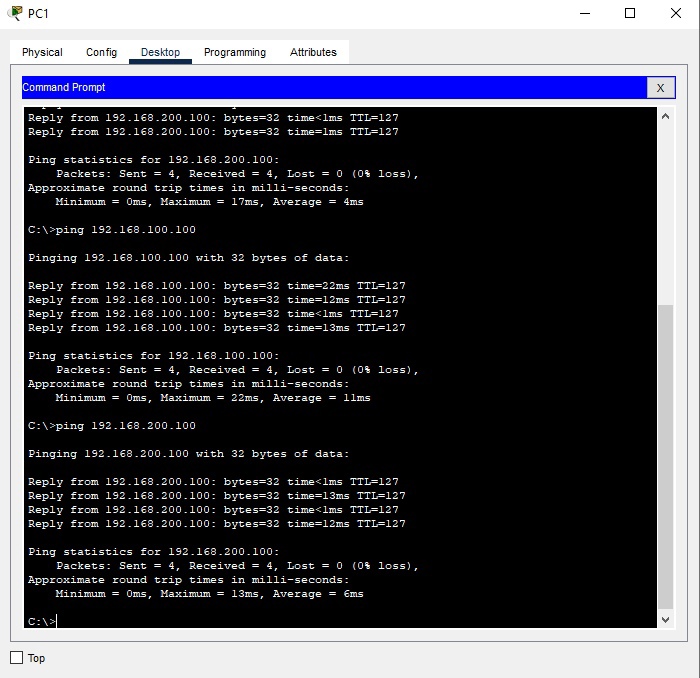 PC1
Physical Config Desktop Programming Attributes
Command Prompt X
Reply from 192.168.200.100: bytes=32 time<1ms TTL=127
Reply from 192.168.200.100: bytes=32 time=1ms TTL=127
Ping statistics for 192.168.200.100:
Packets: Sent = 4, Received = 4, Lost = 0 (0% loss),
Approximate round trip times in milli-seconds:
Minimum = 0ms, Maximum = 17ms, Average = 4ms
C:\>ping 192.168.100.100
Pinging 192.168.100.100 with 32 bytes of data:
Reply from 192.168.100.100: bytes=32 time=22ms TTL=127
Reply from 192.168.100.100: bytes=32 time=12ms TTL=127
Reply from 192.168.100.100: bytes=32 time<1ms TTL=127
Reply from 192.168.100.100: bytes=32 time=13ms TTL=127
Ping statistics for 192.168.100.100:
Packets: Sent = 4, Received = 4, Lost = 0 (0% loss),
Approximate round trip times in milli-seconds:
Minimum = 0ms, Maximum = 22ms, Average = 11ms
C:\>ping 192.168.200.100
Pinging 192.168.200.100 with 32 bytes of data:
Reply from 192.168.200.100: bytes=32 time<1ms TTL=127
Reply from 192.168.200.100: bytes=32 time=13ms TTL=127
Reply from 192.168.200.100: bytes=32 time<1ms TTL=127
Reply from 192.168.200.100: bytes=32 time=12ms TTL=127
Ping statistics for 192.168.200.100:
Packets: Sent = 4, Received = 4, Lost = 0 (0% loss),
Approximate round trip times in milli-seconds:
Minimum = 0ms, Maximum = 13ms, Average = 6ms
C:\>
Top